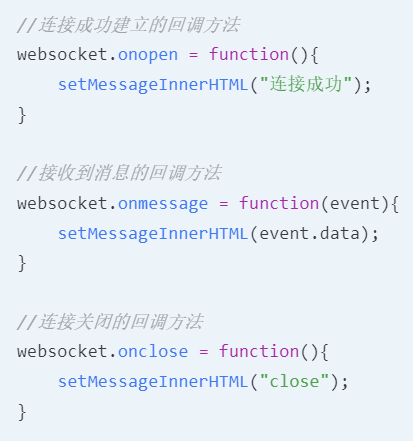 //连接成功建立的回调方法
websocket.onopen = function(){
    setMessageInnerHTML("连接成功");
}

//接收到消息的回调方法
websocket.onmessage = function(event){
    setMessageInnerHTML(event.data);
}

//连接关闭的回调方法
websocket.onclose = function(){
    setMessageInnerHTML("close");
}